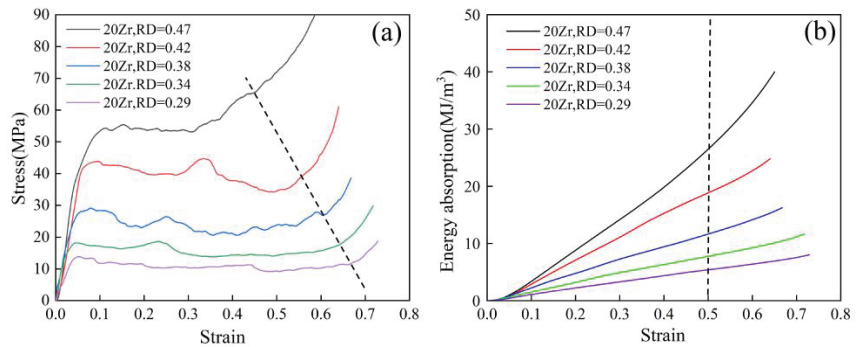 (a)
20Zr,RD=0.47
20Zr,RD=0.42
20Zr,RD=0.38
20Zr,RD=0.34
20Zr,RD=0.29
Stress(MPa)
90
80
70
60
50
40
30
20
10
0
0.0 0.1 0.2 0.3 0.4 0.5 0.6 0.7 0.8
Strain
(b)
20Zr,RD=0.47
20Zr,RD=0.42
20Zr,RD=0.38
20Zr,RD=0.34
20Zr,RD=0.29
Energy absorption(MJ/m³)
50
40
30
20
10
0
0.0 0.1 0.2 0.3 0.4 0.5 0.6 0.7 0.8
Strain